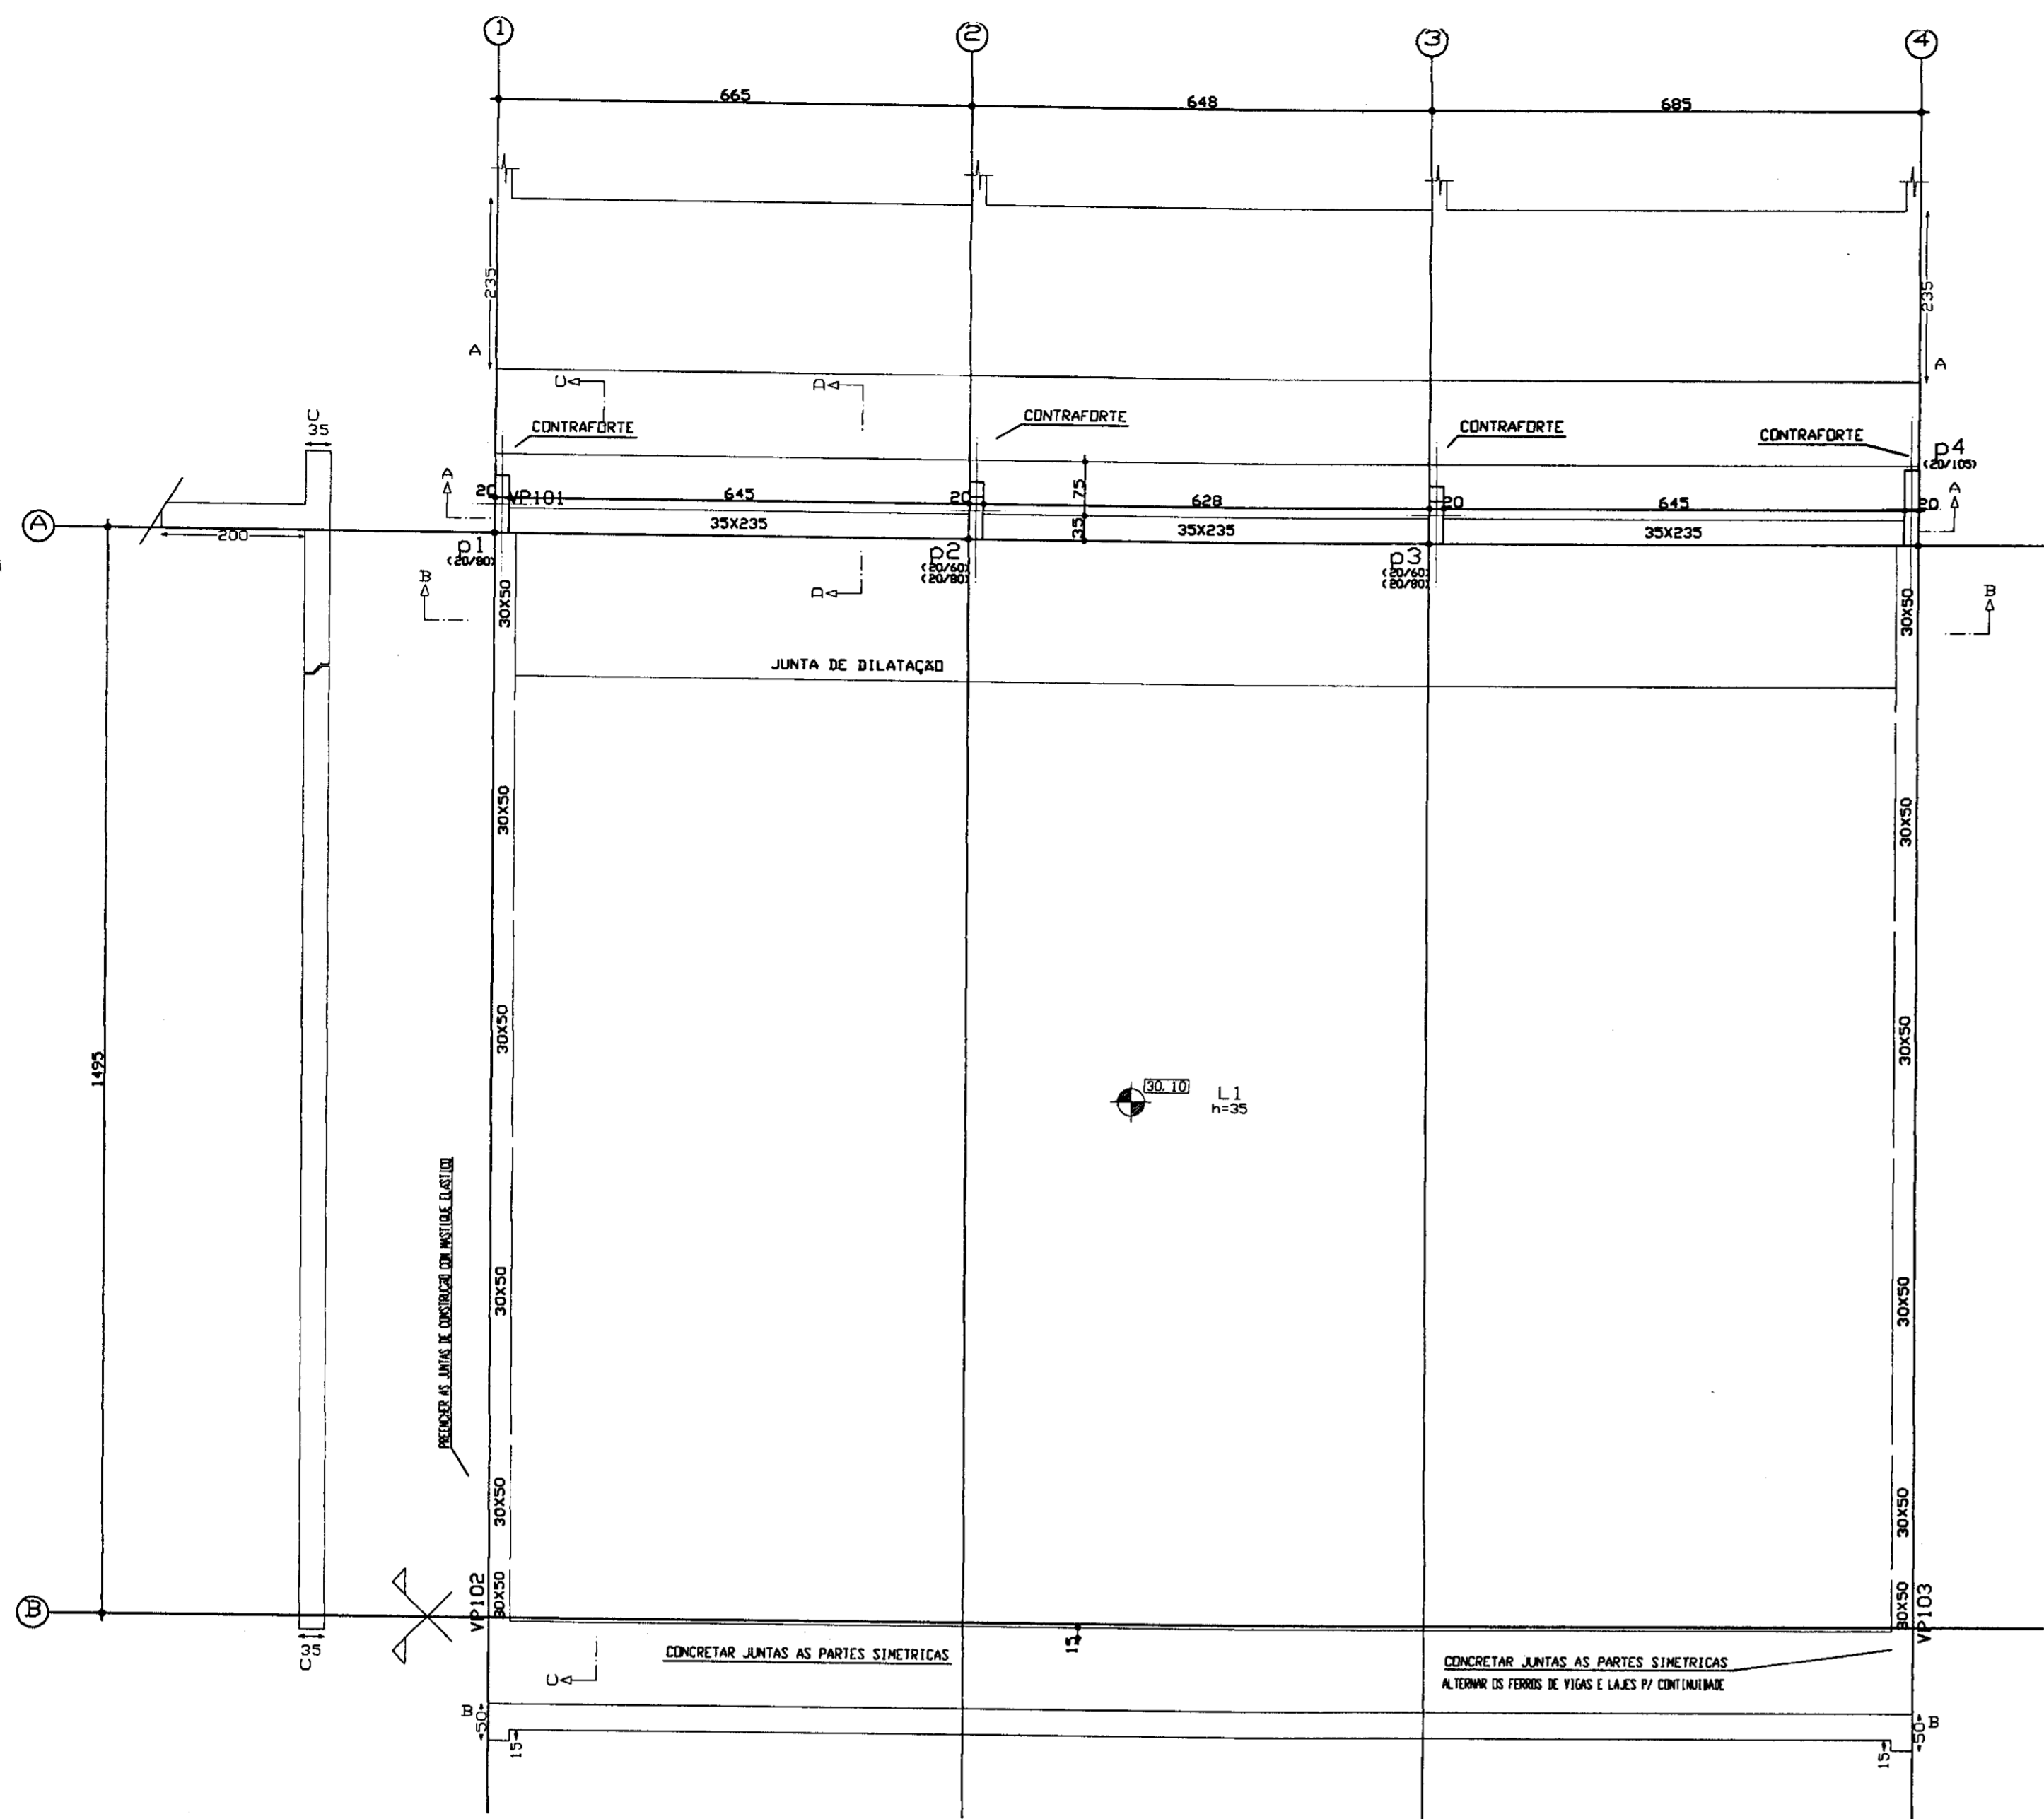 1
2
3
4
665
648
685
235
235
A
A
C
A
CONTRAFORTE
CONTRAFORTE
CONTRAFORTE
CONTRAFORTE
C
35
p4
(20/105)
A
A
20
VP101
645
20
75
628
20
645
20
A
200
35X235
35
35X235
35X235
p1
(20/80)
p2
(20/60)
(20/80)
p3
(20/60)
(20/80)
B
A
B
30X50
30X50
JUNTA DE DILATAÇÃO
30X50
30X50
30X50
30X50
1495
30.10
L1
h=35
PREENCHER AS JUNTAS DE CONSTRUÇÃO COM MASTIQUE ELASTICO
30X50
30X50
30X50
30X50
VP102
30X50
30X50
VP103
B
35
C
15
CONCRETAR JUNTAS AS PARTES SIMETRICAS
CONCRETAR JUNTAS AS PARTES SIMETRICAS
ALTERNAR OS FERROS DE VIGAS E LAJES P/ CONTINUIDADE
C
B
50
15
15
50
B